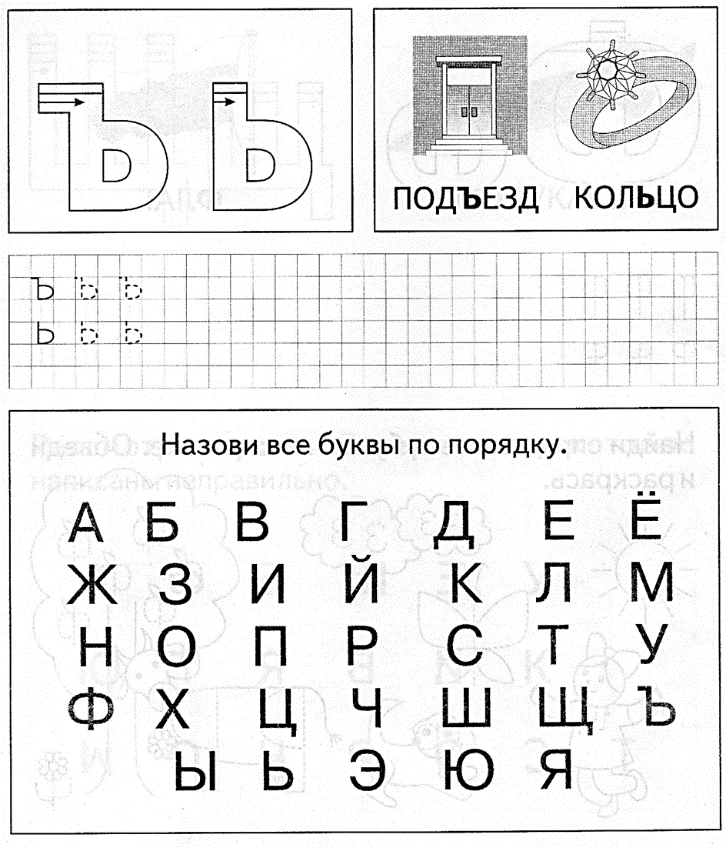 Ъ Ь
ПОДЪЕЗД КОЛЬЦО
Ъ Ъ Ъ
Ь Ь Ь
Назови все буквы по порядку.
А Б В Г Д Е Ё
Ж З И Й К Л М
Н О П Р С Т У
Ф Х Ц Ч Ш Щ Ъ
Ы Ь Э Ю Я